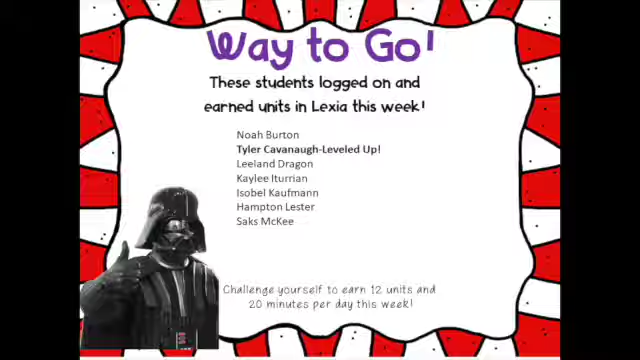 Way to Go!
These students logged on and
earned units in Lexia this week!
Noah Burton
Tyler Cavanaugh-Leveled Up!
Leeland Dragon
Kaylee Iturrian
Isobel Kaufmann
Hampton Lester
Saks McKee
Challenge yourself to earn 12 units and
20 minutes per day this week!